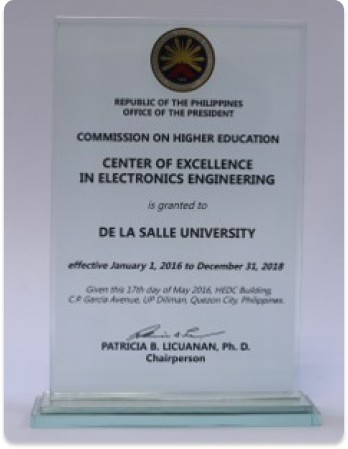 REPUBLIC OF THE PHILIPPINES
OFFICE OF THE PRESIDENT
COMMISSION ON HIGHER EDUCATION
CENTER OF EXCELLENCE
IN ELECTRONICS ENGINEERING
is granted to
DE LA SALLE UNIVERSITY
effective January 1, 2016 to December 31, 2018
Given this 17th day of May 2016, HEDC Building,
C.P. Garcia Avenue, UP Diliman, Quezon City, Philippines.
PATRICIA B. LICUANAN, Ph. D.
Chairperson